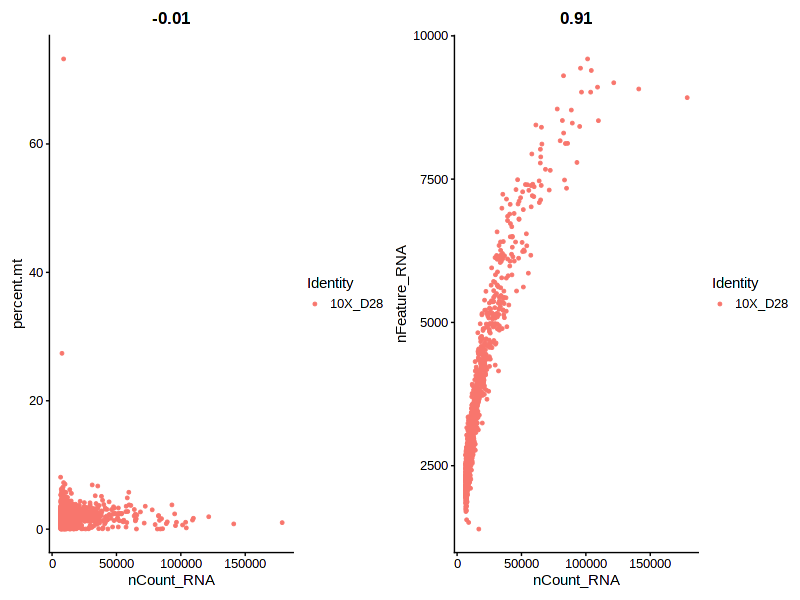 -0.01
percent.mt
60
40
20
0
0
50000
100000
150000
nCount_RNA
Identity
10X_D28
0.91
nFeature_RNA
10000
7500
5000
2500
0
50000
100000
150000
nCount_RNA
Identity
10X_D28